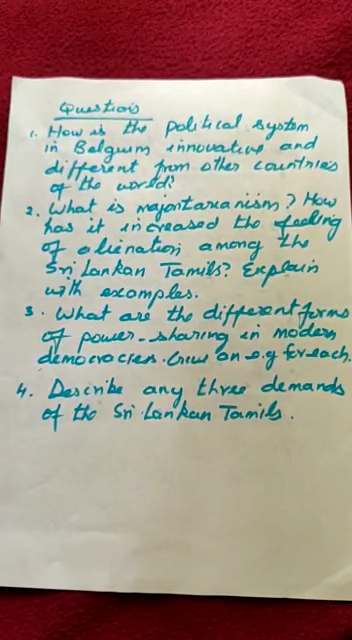 Questions
1. How is the political system
in Belgium innovative and
different from other countries
of the world?
2. What is majoritarianism? How
has it increased the feeling
of alienation among the
Sri Lankan Tamils? Explain
with examples.
3. What are the different forms
of power-sharing in modern
democracies. Give an e.g for each.
4. Describe any three demands
of the Sri Lankan Tamils.